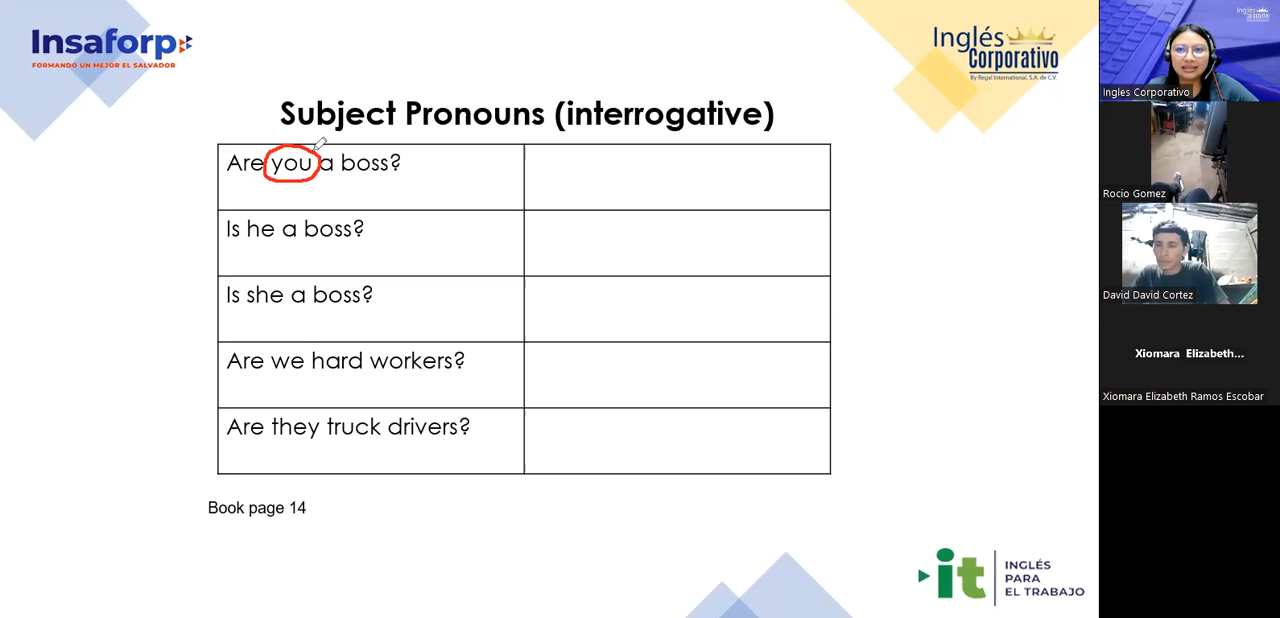 Insaforp
FORMANDO UN MEJOR EL SALVADOR
Inglés
Corporativo
By Regal International, S.A. de C.V.
Subject Pronouns (interrogative)
Are you a boss?
Is he a boss?
Is she a boss?
Are we hard workers?
Are they truck drivers?
Book page 14
it
INGLÉS
PARA
EL TRABAJO
Ingles Corporativo
Rocio Gomez
David David Cortez
Xiomara Elizabeth...
Xiomara Elizabeth Ramos Escobar